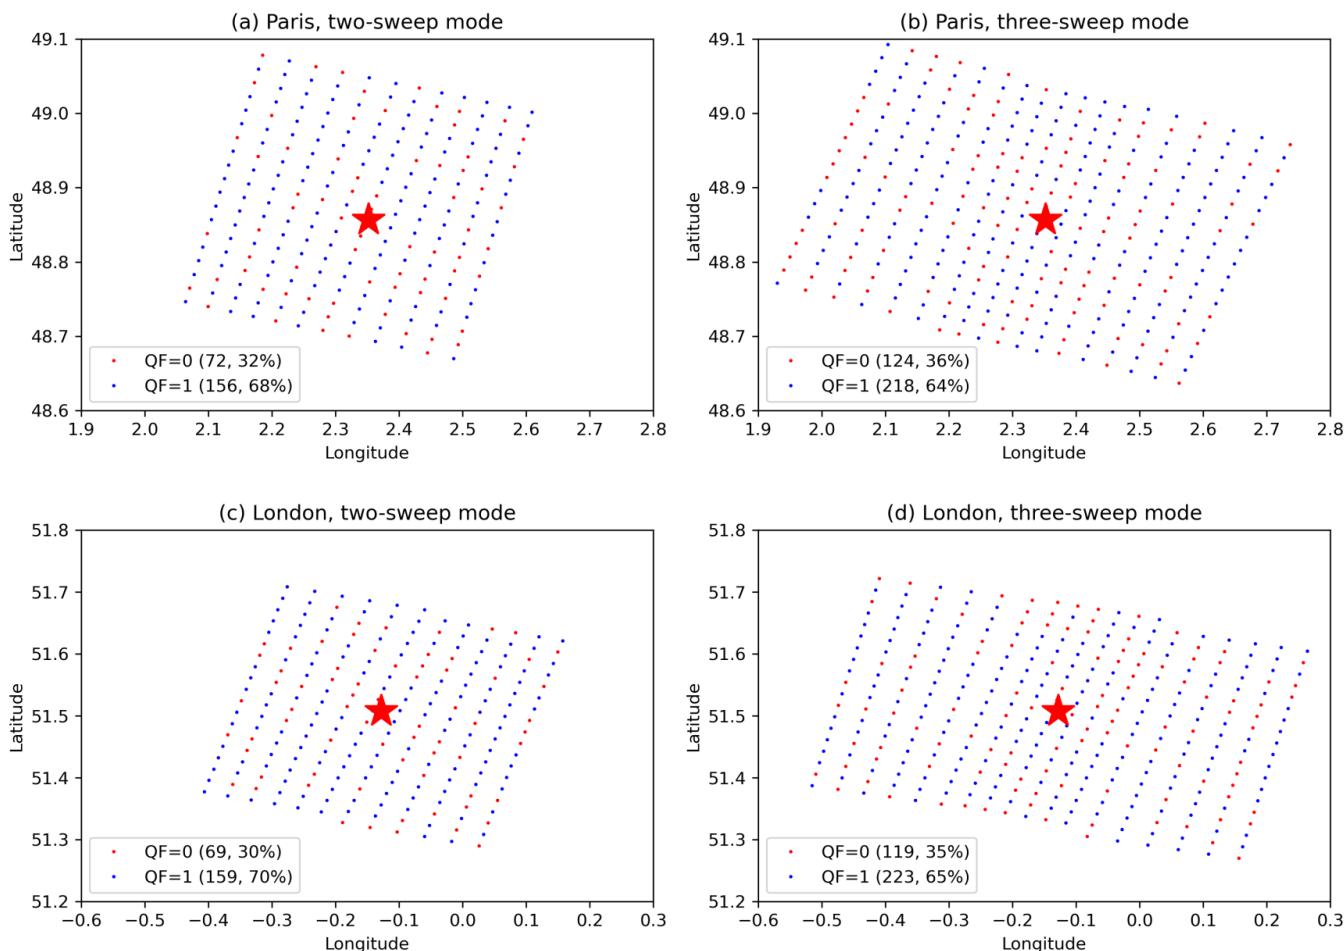 (a) Paris, two-sweep mode
49.1
49.0
48.9
48.8
48.7
48.6
Latitude
QF=0 (72, 32%)
QF=1 (156, 68%)
1.9 2.0 2.1 2.2 2.3 2.4 2.5 2.6 2.7 2.8
Longitude
(b) Paris, three-sweep mode
49.1
49.0
48.9
48.8
48.7
48.6
Latitude
QF=0 (124, 36%)
QF=1 (218, 64%)
1.9 2.0 2.1 2.2 2.3 2.4 2.5 2.6 2.7 2.8
Longitude
(c) London, two-sweep mode
51.8
51.7
51.6
51.5
51.4
51.3
51.2
Latitude
QF=0 (69, 30%)
QF=1 (159, 70%)
−0.6 −0.5 −0.4 −0.3 −0.2 −0.1 0.0 0.1 0.2 0.3
Longitude
(d) London, three-sweep mode
51.8
51.7
51.6
51.5
51.4
51.3
51.2
Latitude
QF=0 (119, 35%)
QF=1 (223, 65%)
−0.6 −0.5 −0.4 −0.3 −0.2 −0.1 0.0 0.1 0.2 0.3
Longitude